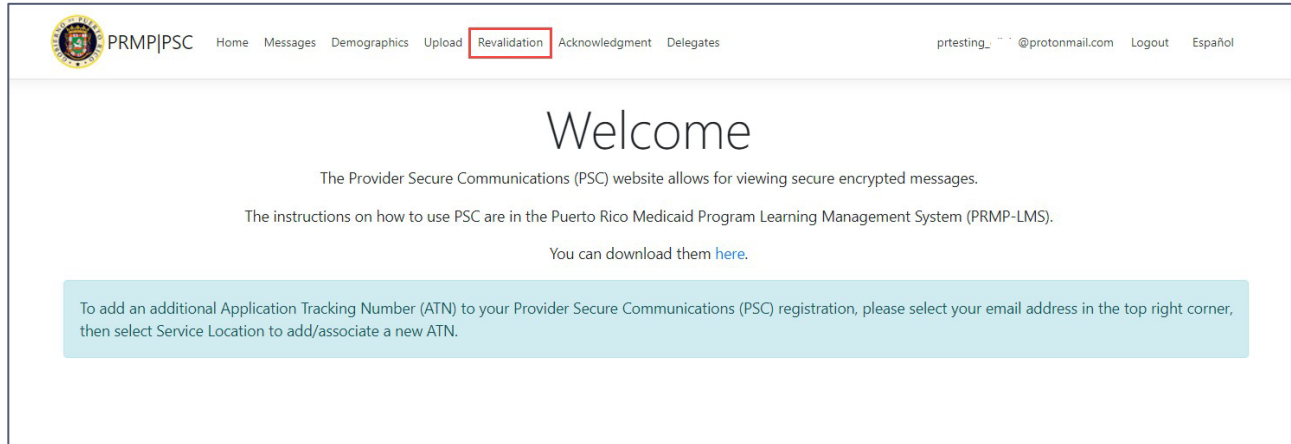 PRMP|PSC Home Messages Demographics Upload Revalidation Acknowledgment Delegates prtesting_ @protonmail.com Logout Español
Welcome
The Provider Secure Communications (PSC) website allows for viewing secure encrypted messages.
The instructions on how to use PSC are in the Puerto Rico Medicaid Program Learning Management System (PRMP-LMS).
You can download them here.
To add an additional Application Tracking Number (ATN) to your Provider Secure Communications (PSC) registration, please select your email address in the top right corner,
then select Service Location to add/associate a new ATN.